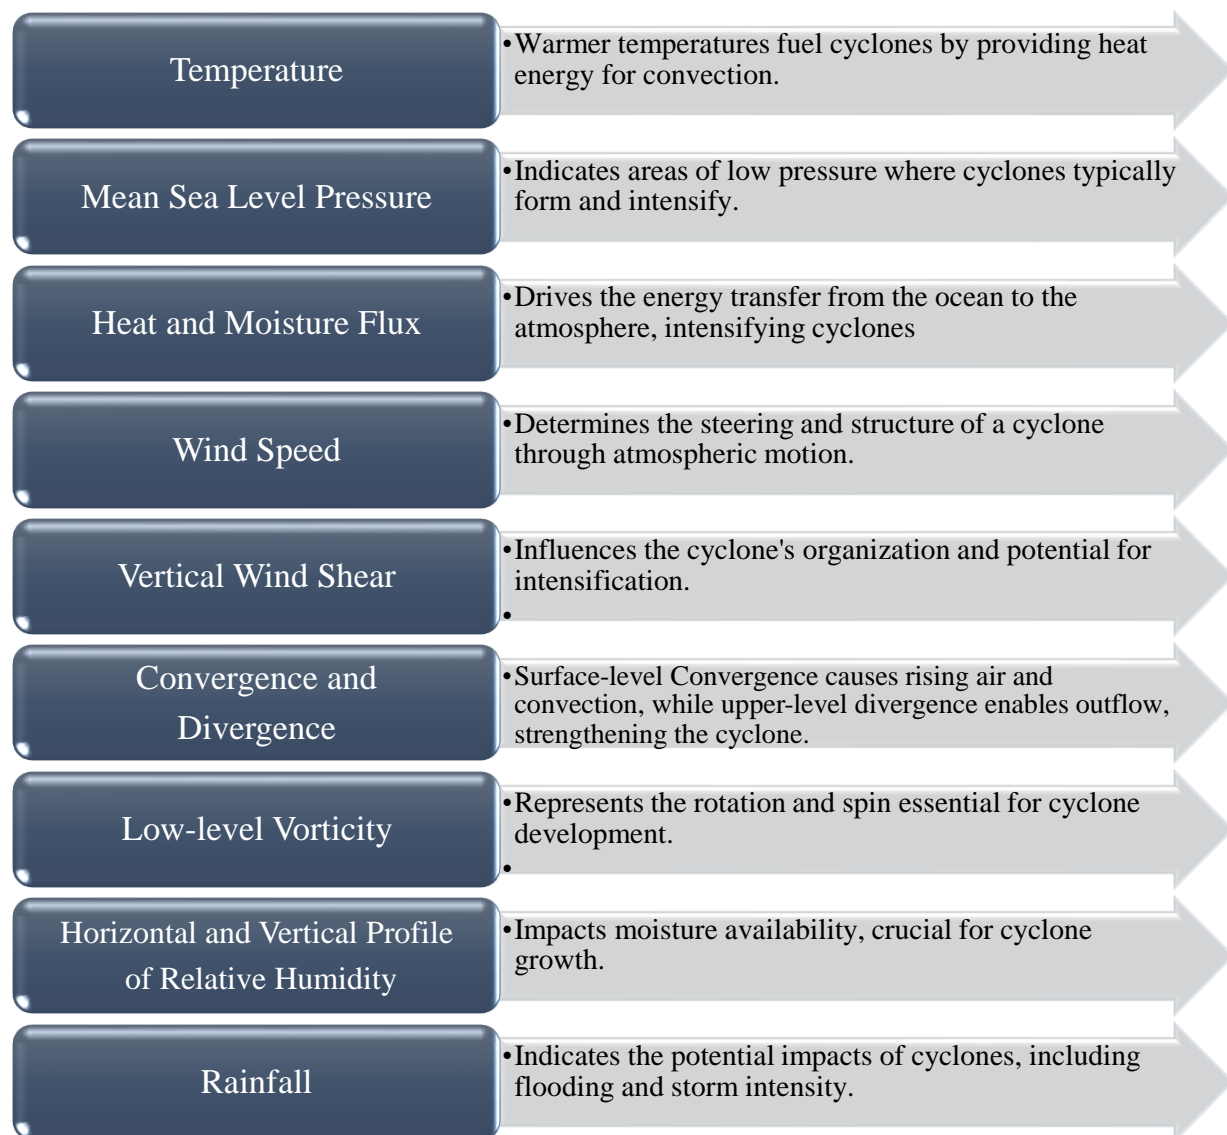 Temperature
•Warmer temperatures fuel cyclones by providing heat
energy for convection.
Mean Sea Level Pressure
•Indicates areas of low pressure where cyclones typically
form and intensify.
Heat and Moisture Flux
•Drives the energy transfer from the ocean to the
atmosphere, intensifying cyclones
Wind Speed
•Determines the steering and structure of a cyclone
through atmospheric motion.
Vertical Wind Shear
•Influences the cyclone's organization and potential for
intensification.
•
Convergence and
Divergence
•Surface-level Convergence causes rising air and
convection, while upper-level divergence enables outflow,
strengthening the cyclone.
Low-level Vorticity
•Represents the rotation and spin essential for cyclone
development.
•
Horizontal and Vertical Profile
of Relative Humidity
•Impacts moisture availability, crucial for cyclone
growth.
Rainfall
•Indicates the potential impacts of cyclones, including
flooding and storm intensity.